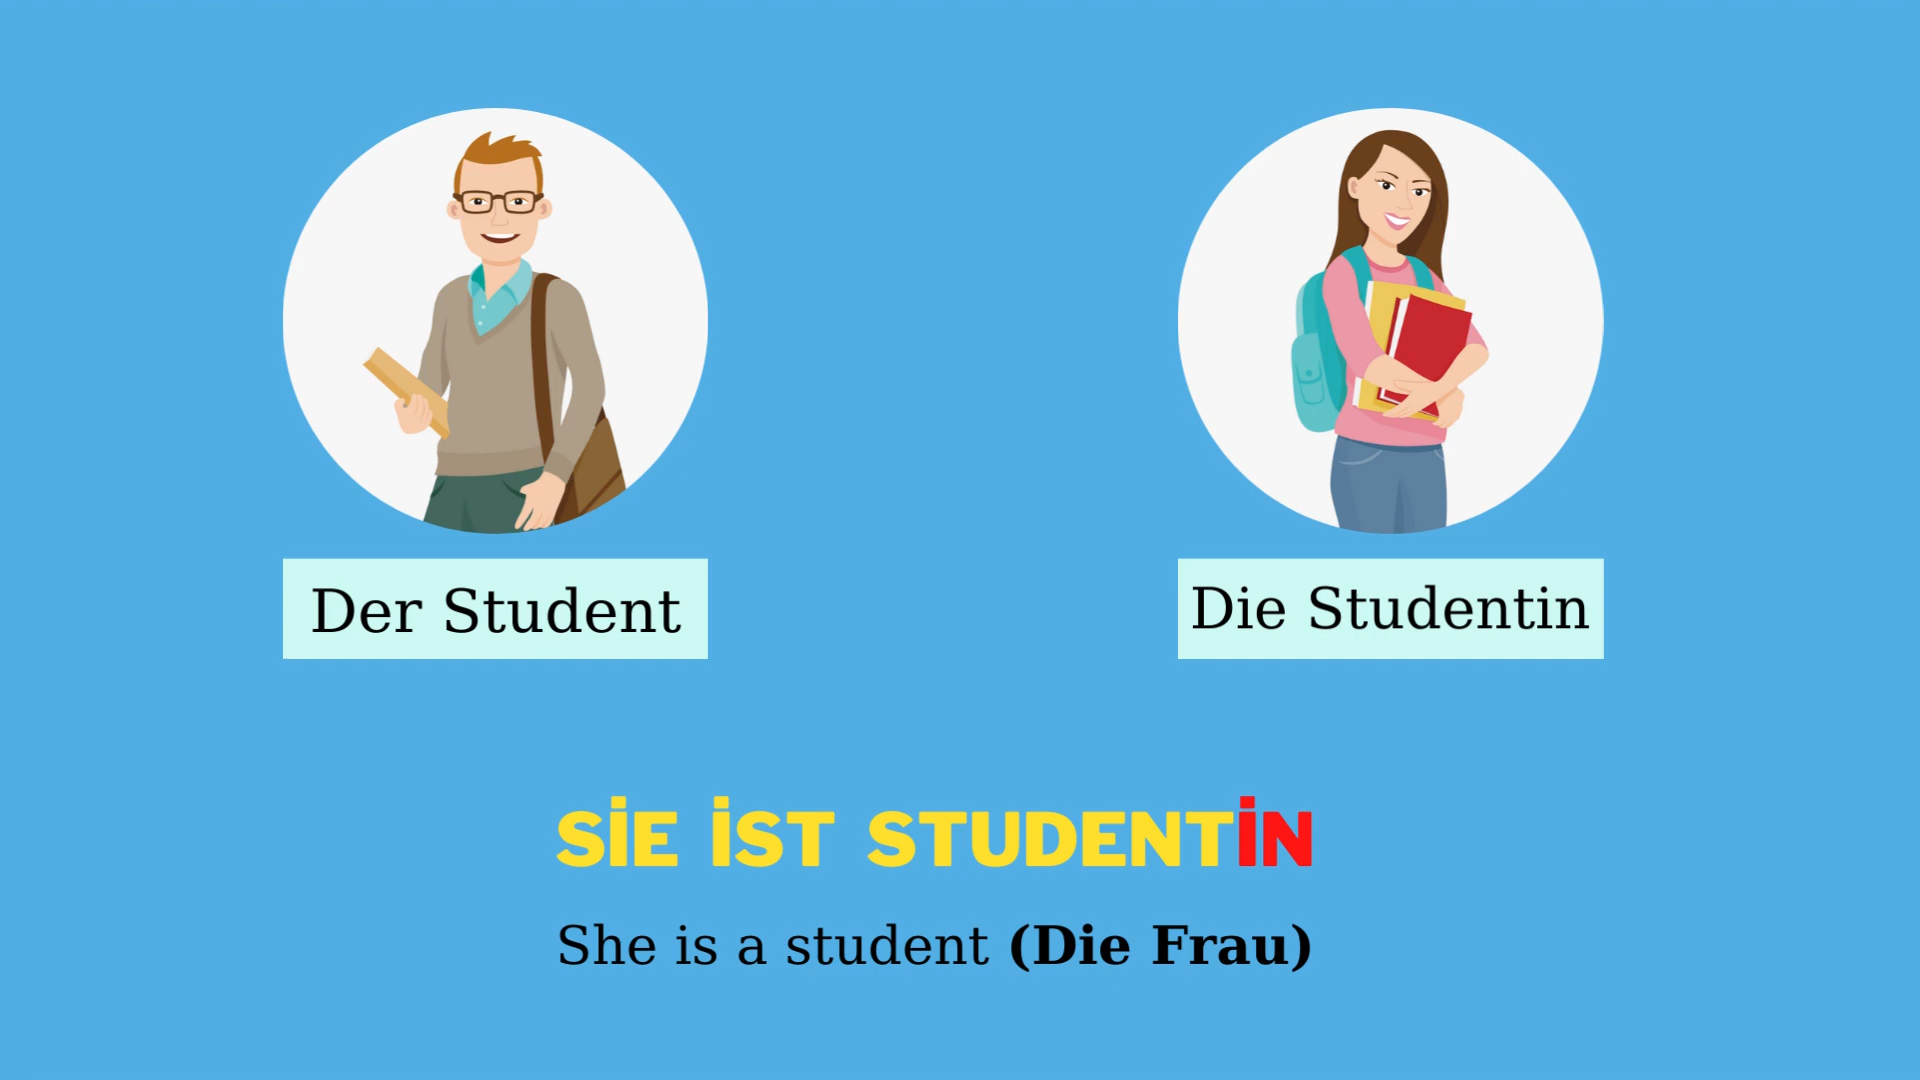 Der Student
Die Studentin
SİE İST STUDENTİN
She is a student (Die Frau)